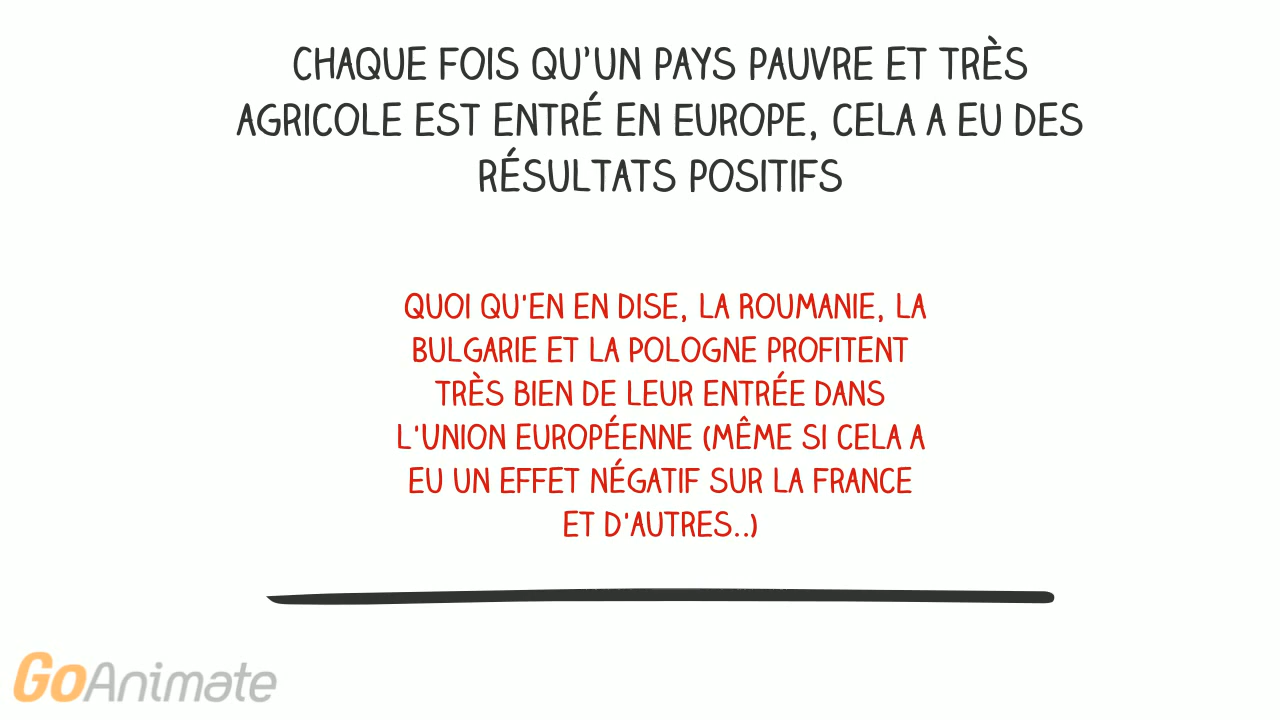 CHAQUE FOIS QU'UN PAYS PAUVRE ET TRÈS
AGRICOLE EST ENTRÉ EN EUROPE, CELA A EU DES
RÉSULTATS POSITIFS
QUOI QU'EN EN DISE, LA ROUMANIE, LA
BULGARIE ET LA POLOGNE PROFITENT
TRÈS BIEN DE LEUR ENTRÉE DANS
L'UNION EUROPÉENNE (MÊME SI CELA A
EU UN EFFET NÉGATIF SUR LA FRANCE
ET D'AUTRES..)
GoAnimate